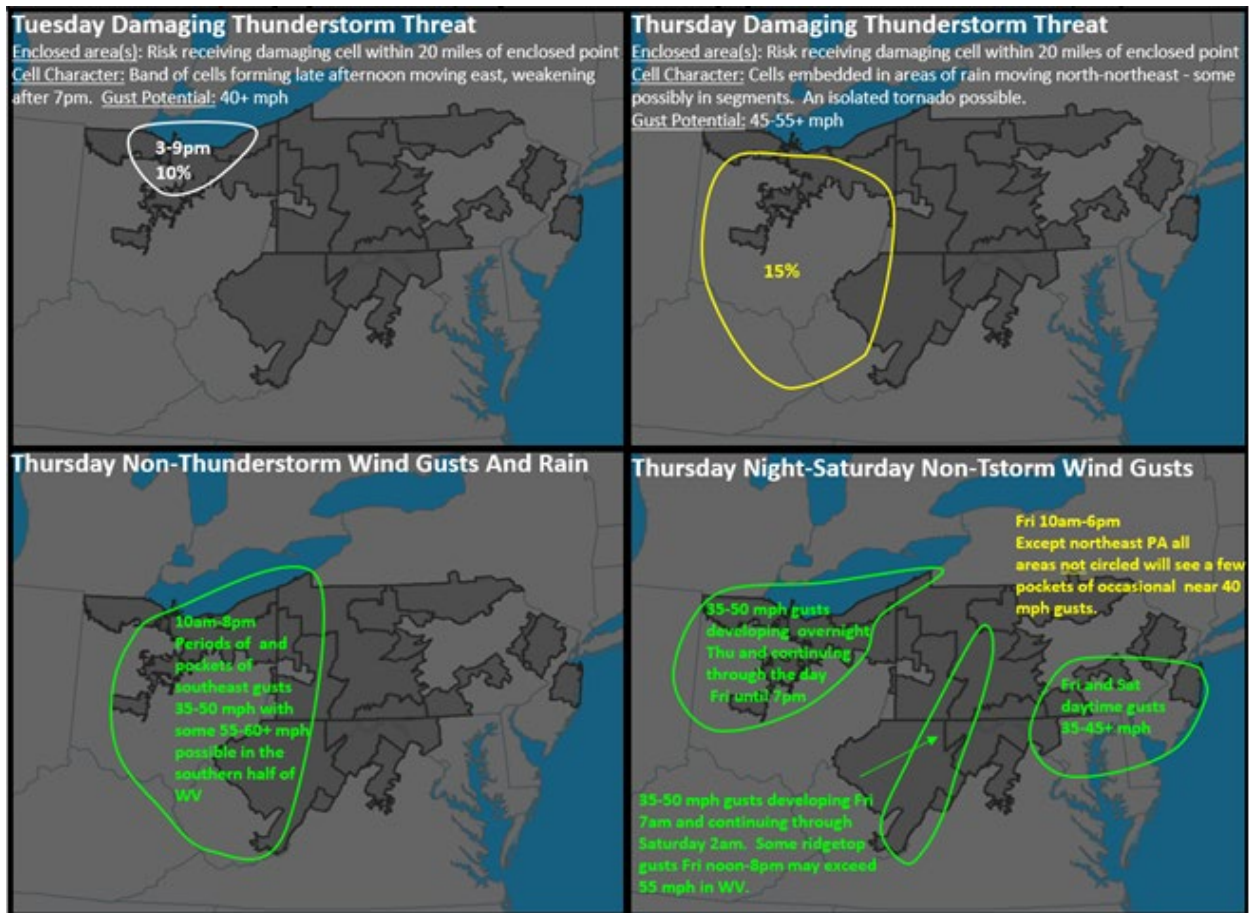 Tuesday Damaging Thunderstorm Threat
Enclosed area(s): Risk receiving damaging cell within 20 miles of enclosed point
Cell Character: Band of cells forming late afternoon moving east, weakening
after 7pm.  Gust Potential: 40+ mph
3-9pm
10%
Thursday Damaging Thunderstorm Threat
Enclosed area(s): Risk receiving damaging cell within 20 miles of enclosed point
Cell Character: Cells embedded in areas of rain moving north-northeast - some
possibly in segments.  An isolated tornado possible.
Gust Potential: 45-55+ mph
15%
Thursday Non-Thunderstorm Wind Gusts And Rain
10am-8pm
Periods of  and
pockets of
southeast gusts
35-50 mph with
some 55-60+ mph
possible in the
southern half of
WV
Thursday Night-Saturday Non-Tstorm Wind Gusts
Fri 10am-6pm
Except northeast PA all
areas not circled will see a few
pockets of occasional  near 40
mph gusts.
35-50 mph gusts
developing  overnight
Thu and continuing
through the day
Fri until 7pm
Fri and Sat
daytime gusts
35-45+ mph
35-50 mph gusts developing Fri
7am and continuing through
Saturday 2am.  Some ridgetop
gusts Fri noon-8pm may exceed
55 mph in WV.